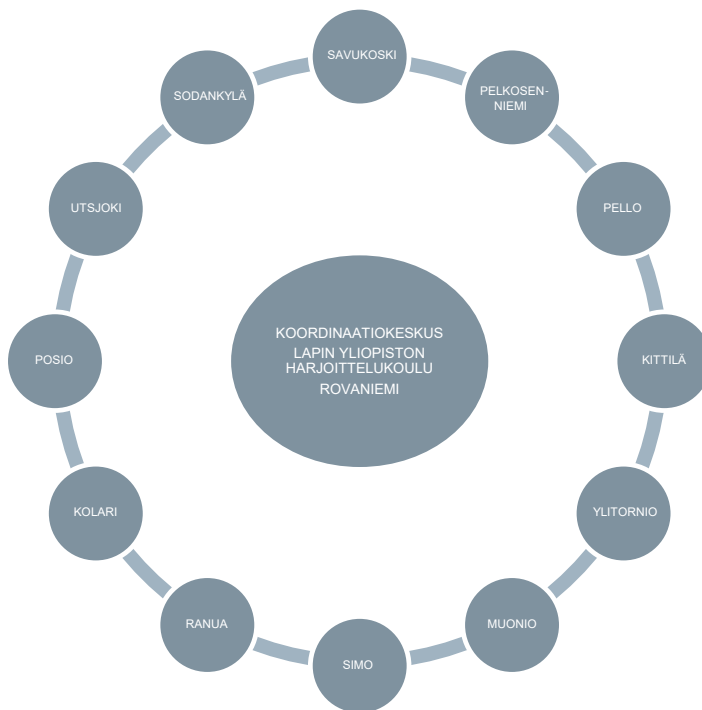 SAVUKOSKI
PELKOSEN-
NIEMI
PELLO
KITTILÄ
YLITORNIO
MUONIO
SIMO
RANUA
KOLARI
POSIO
UTSJOKI
SODANKYLÄ
KOORDINAATIOKESKUS
LAPIN YLIOPISTON
HARJOITTELUKOULU
ROVANIEMI